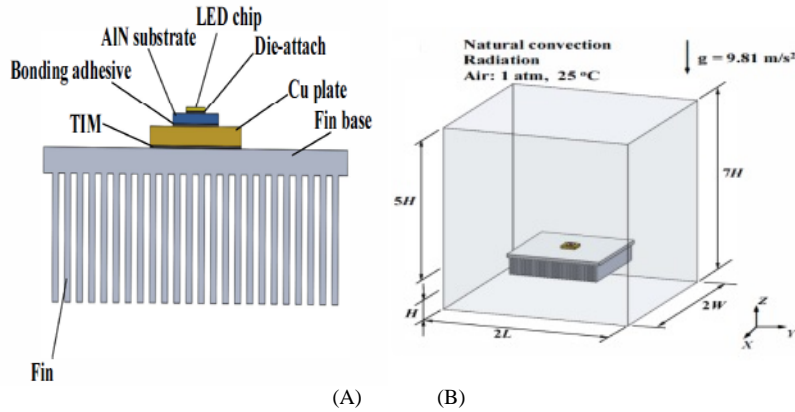 LED chip
AlN substrate
Die-attach
Bonding adhesive
Cu plate
TIM
Fin base
Fin
(A)
Natural convection
Radiation
Air: 1 atm, 25 °C
g = 9.81 m/s²
5H
7H
H
2L
2W
Z
Y
X
(B)